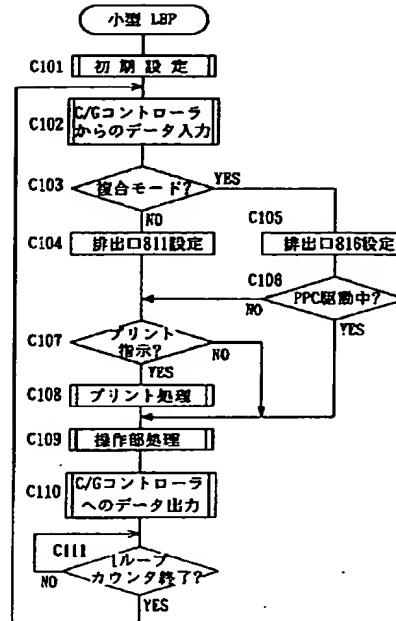 小型 LBP
C101
初期設定
C102
C/Gコントローラ
からのデータ入力
C103
複合モード?
YES
NO
C104
排出口811設定
C105
排出口816設定
C106
PPC駆動中?
NO
YES
C107
プリント
指示?
NO
YES
C108
プリント処理
C109
操作部処理
C110
C/Gコントローラ
へのデータ出力
C111
1ループ
カウンタ終了?
NO
YES